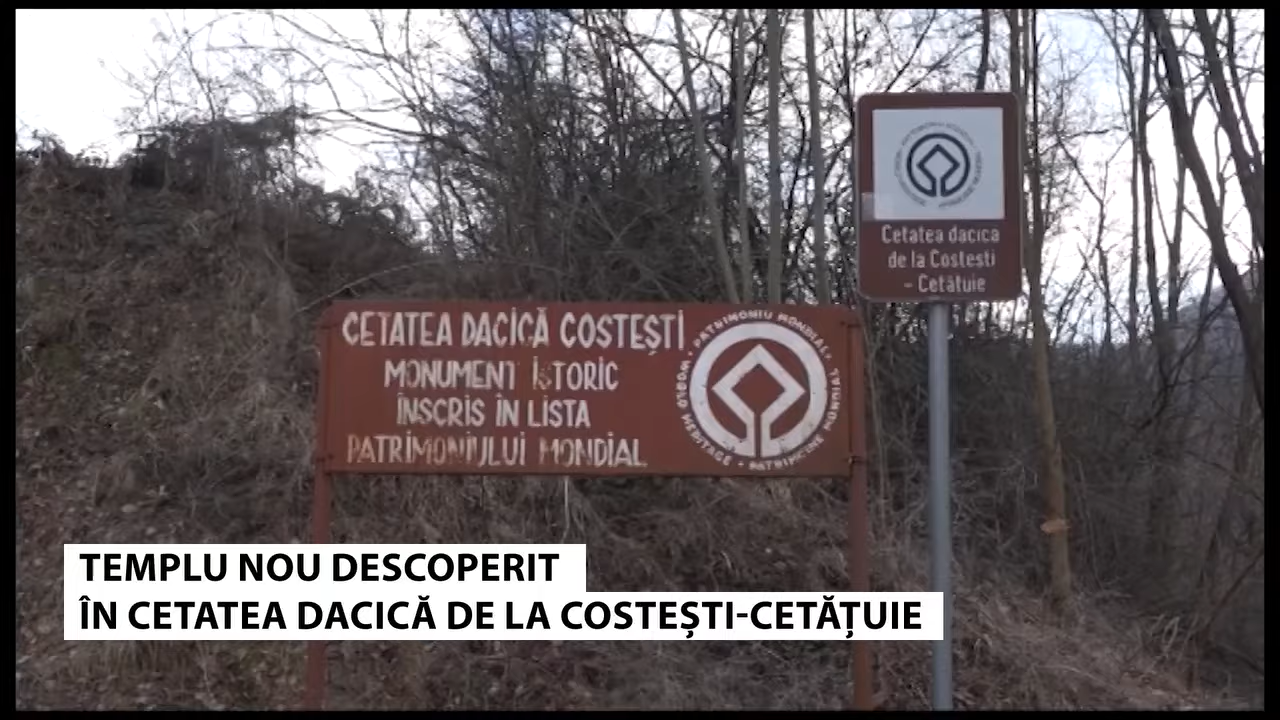 CETATEA DACICĂ COSTEȘTI
MONUMENT ISTORIC
ÎNSCRIS ÎN LISTA
PATRIMONIULUI MONDIAL
• PATRIMONIU MONDIAL •
WORLD HERITAGE • PATRIMOINE MONDIAL
Cetatea dacică
de la Costești
- Cetățuie
TEMPLU NOU DESCOPERIT
ÎN CETATEA DACICĂ DE LA COSTEȘTI-CETĂȚUIE